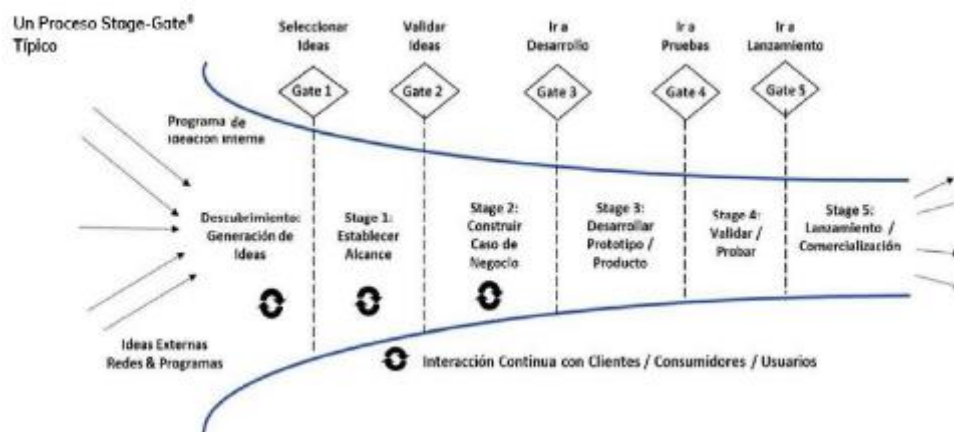 Un Proceso Stage-Gate®
Típico
Seleccionar
Ideas
Validar
Ideas
Ir a
Desarrollo
Ir a
Pruebas
Ir a
Lanzamiento
Gate 1
Gate 2
Gate 3
Gate 4
Gate 5
Programa de
Ideación Interne
Descubrimiento:
Generación de
Ideas
Stage 1:
Establecer
Alcance
Stage 2:
Construir
Caso de
Negocio
Stage 3:
Desarrollar
Prototipo /
Producto
Stage 4:
Validar /
Probar
Stage 5:
Lanzamiento /
Comercialización
Ideas Externas
Redes & Programas
Interacción Continua con Clientes / Consumidores / Usuarios